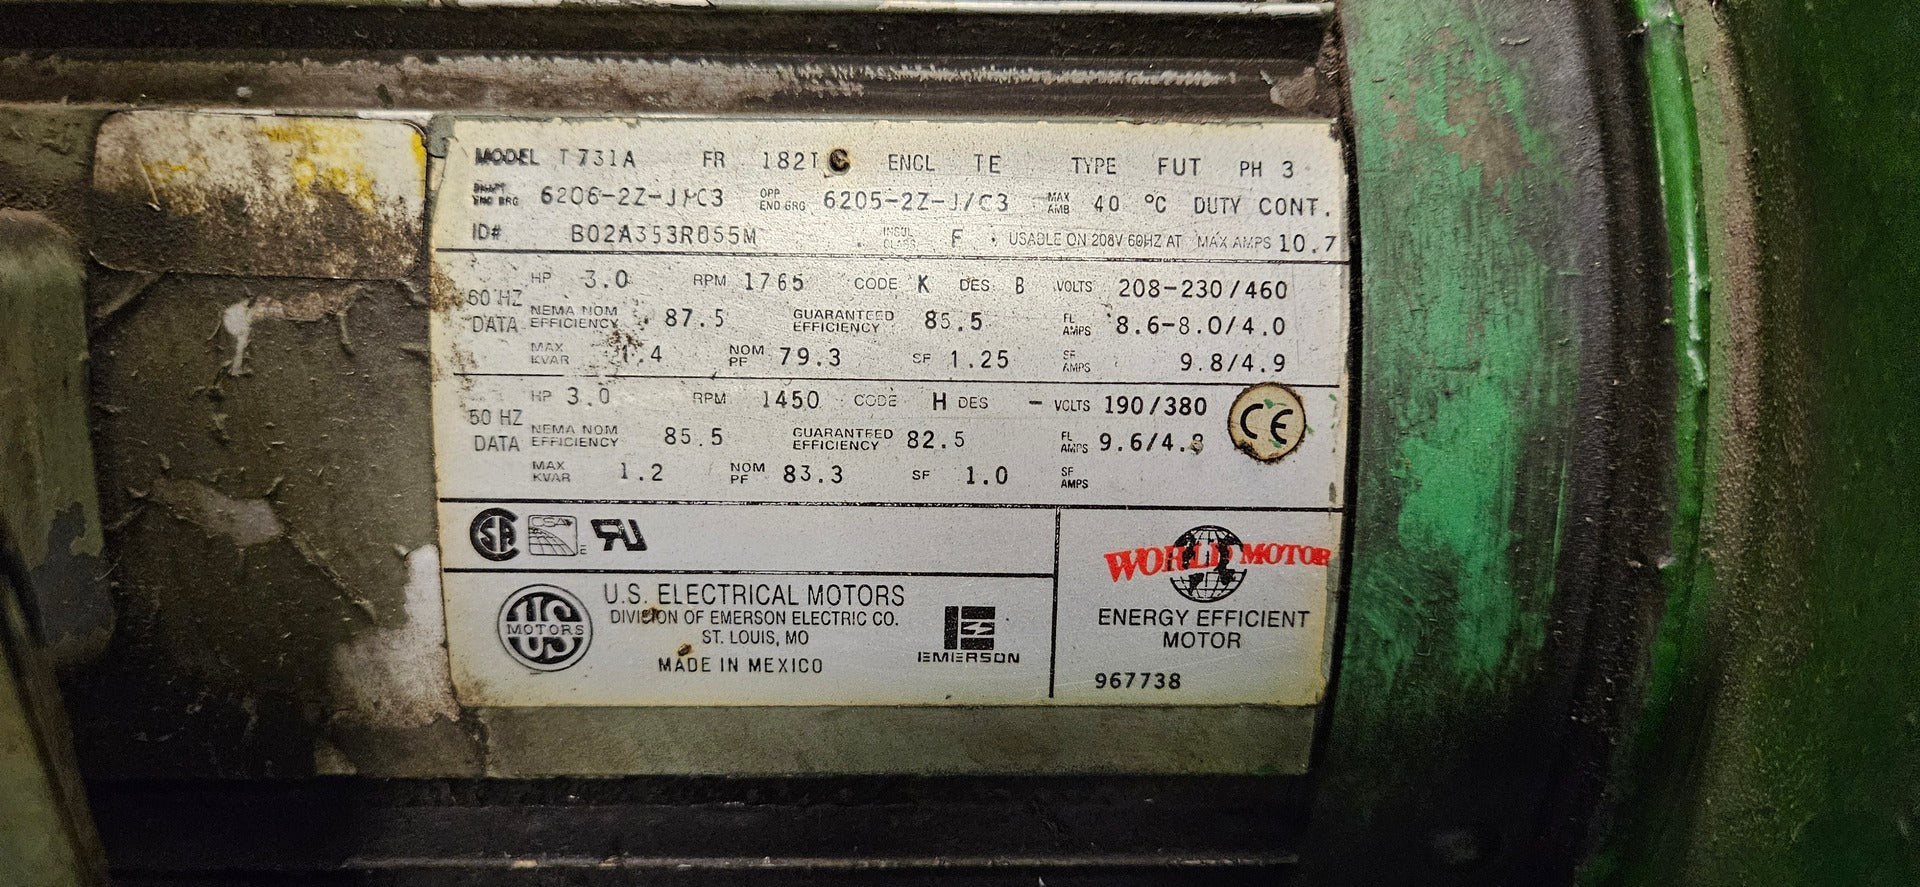 MODEL T731A FR 182TC ENCL TE TYPE FUT PH 3
SHAFT END BRG 6206-2Z-J/C3 OPP END BRG 6205-2Z-J/C3 MAX AMB 40 °C DUTY CONT.
ID# B02A353R055M INSUL CLASS F USABLE ON 208V 60HZ AT MAX AMPS 10.7
60 HZ DATA
HP 3.0 RPM 1765 CODE K DES B VOLTS 208-230/460
NEMA NOM EFFICIENCY 87.5 GUARANTEED EFFICIENCY 85.5 FL AMPS 8.6-8.0/4.0
MAX KVAR 1.4 NOM PF 79.3 SF 1.25 SF AMPS 9.8/4.9
50 HZ DATA
HP 3.0 RPM 1450 CODE H DES - VOLTS 190/380
NEMA NOM EFFICIENCY 85.5 GUARANTEED EFFICIENCY 82.5 FL AMPS 9.6/4.8
MAX KVAR 1.2 NOM PF 83.3 SF 1.0 SF AMPS
CE
SA CSA E RU
US MOTORS
U.S. ELECTRICAL MOTORS
DIVISION OF EMERSON ELECTRIC CO.
ST. LOUIS, MO
MADE IN MEXICO
EMERSON
WORLD MOTOR
ENERGY EFFICIENT
MOTOR
967738